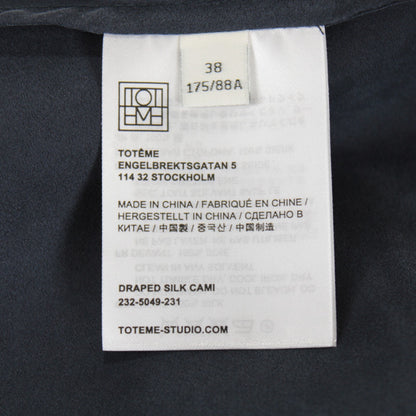 38
175/88A
TOTEME
TOTÊME
ENGELBREKTSGATAN 5
114 32 STOCKHOLM
MADE IN CHINA / FABRIQUÉ EN CHINE /
HERGESTELLT IN CHINA / СДЕЛАНО В
КИТАЕ / 中国製 / 중국산 / 中国制造
DRAPED SILK CAMI
232-5049-231
TOTEME-STUDIO.COM